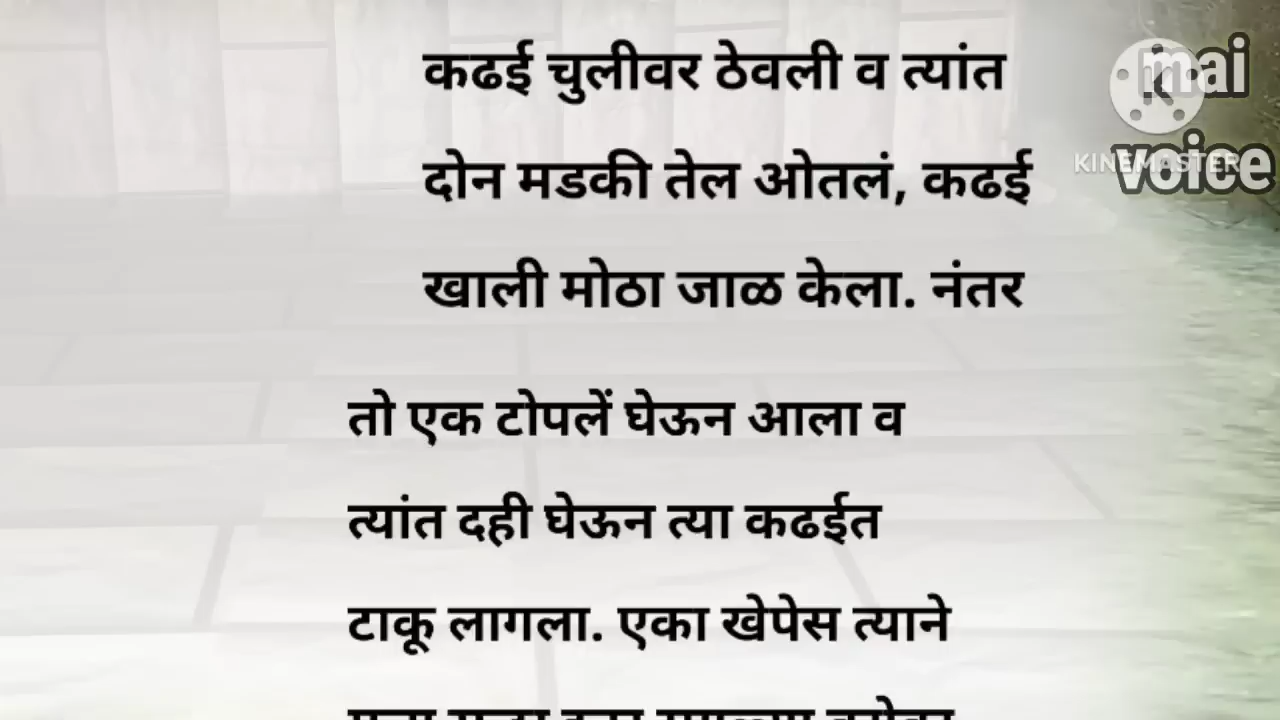 कढई चुलीवर ठेवली व त्यांत
दोन मडकी तेल ओतलं, कढई
खाली मोठा जाळ केला. नंतर
तो एक टोपलें घेऊन आला व
त्यांत दही घेऊन त्या कढईत
टाकू लागला. एका खेपेस त्याने
mai
voice
K
KINEMASTER